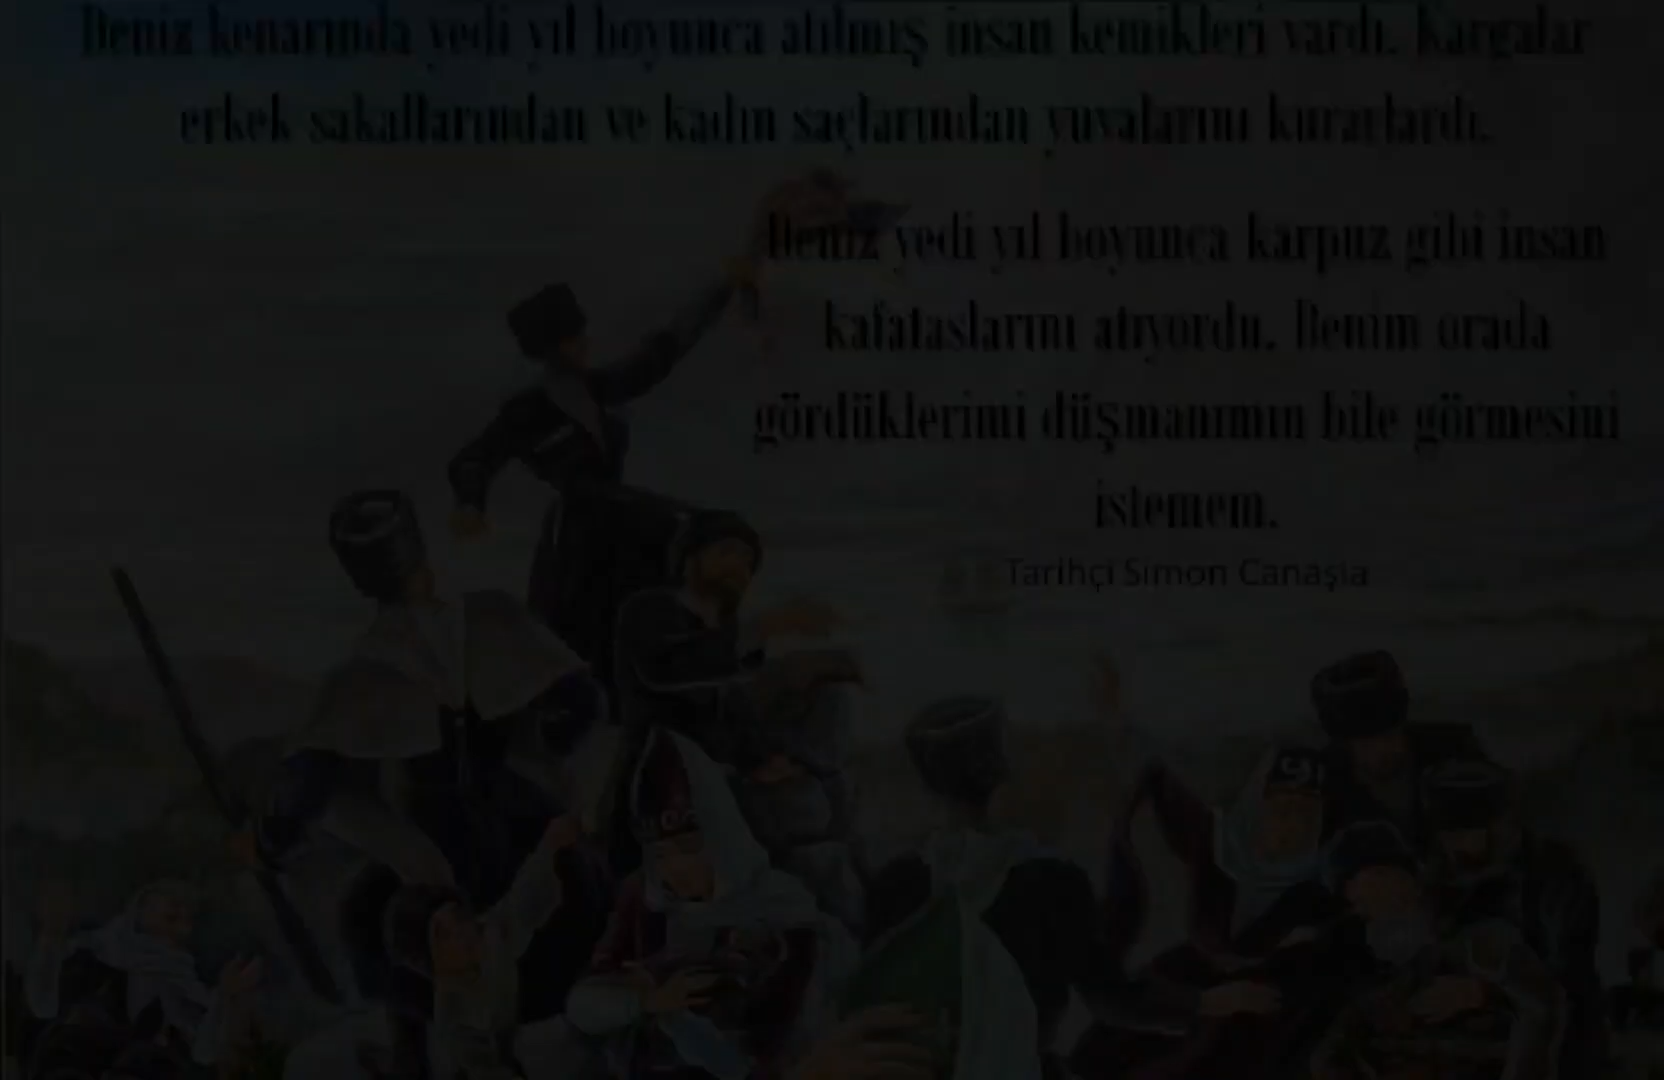 Deniz kenarında yedi yıl boyunca atılmış insan kemikleri vardı. Kargalar
erkek sakallarından ve kadın saçlarından yuvalarını kurarlardı.
Deniz yedi yıl boyunca karpuz gibi insan
kafataslarını atıyordu. Benim orada
gördüklerimi düşmanımın bile görmesini
istemem.
Tarihçi Simon Canaşia